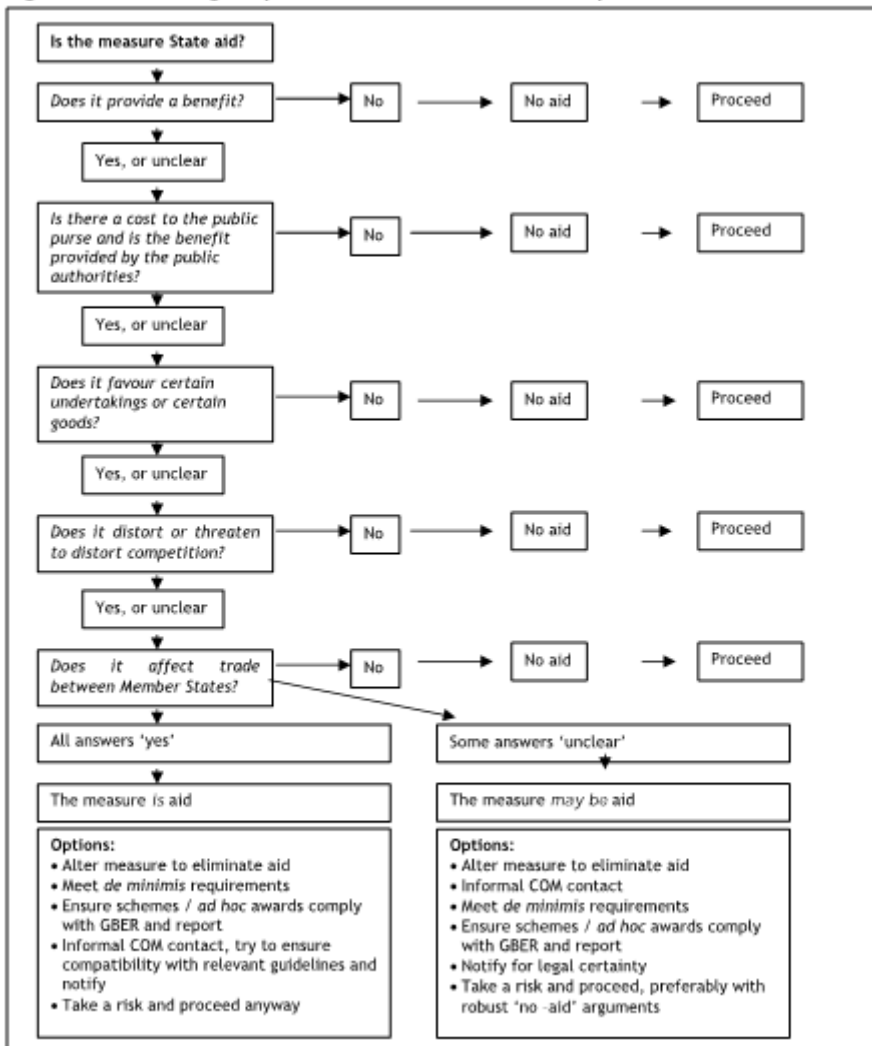 Is the measure State aid?
Does it provide a benefit?
No
No aid
Proceed
Yes, or unclear
Is there a cost to the public
purse and is the benefit
provided by the public
authorities?
No
No aid
Proceed
Yes, or unclear
Does it favour certain
undertakings or certain
goods?
No
No aid
Proceed
Yes, or unclear
Does it distort or threaten
to distort competition?
No
No aid
Proceed
Yes, or unclear
Does it affect trade
between Member States?
No
No aid
Proceed
All answers ‘yes’
The measure is aid
Options:
• Alter measure to eliminate aid
• Meet de minimis requirements
• Ensure schemes / ad hoc awards comply
with GBER and report
• Informal COM contact, try to ensure
compatibility with relevant guidelines and
notify
• Take a risk and proceed anyway
Some answers ‘unclear’
The measure may be aid
Options:
• Alter measure to eliminate aid
• Informal COM contact
• Meet de minimis requirements
• Ensure schemes / ad hoc awards comply
with GBER and report
• Notify for legal certainty
• Take a risk and proceed, preferably with
robust ‘no -aid’ arguments